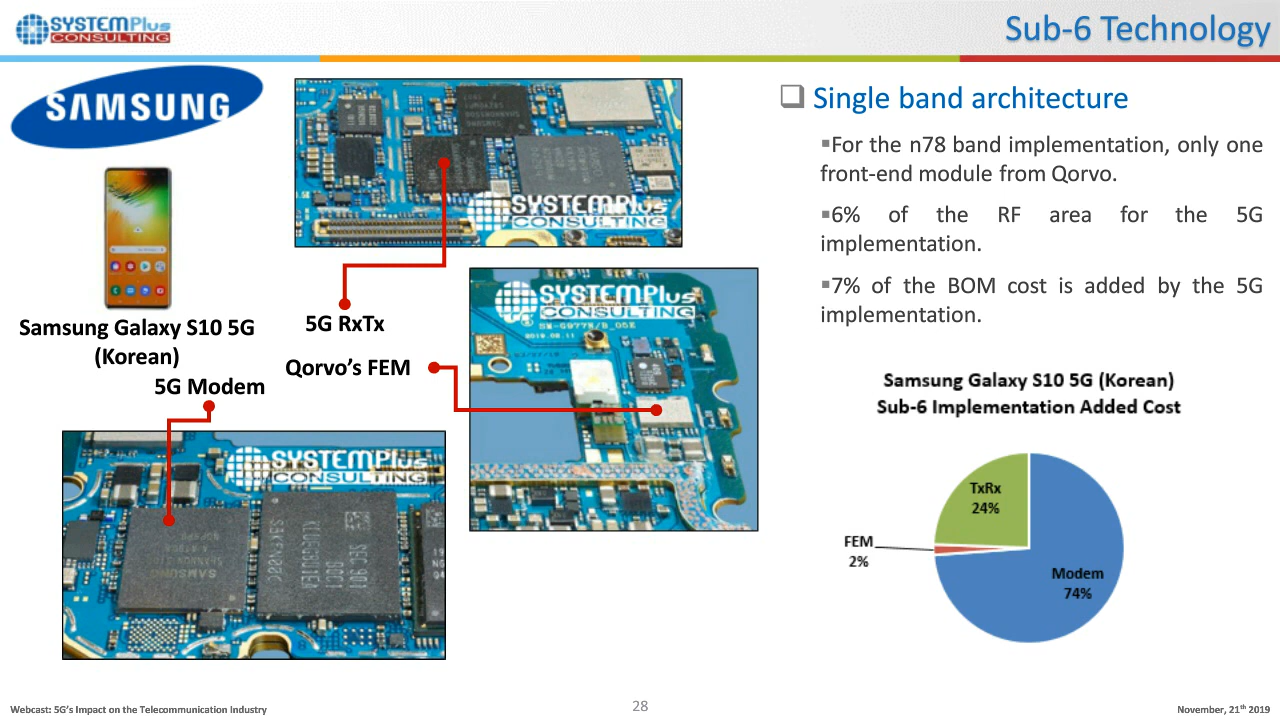 SYSTEMPlus
CONSULTING
Sub-6 Technology
SAMSUNG
Samsung Galaxy S10 5G
(Korean)
5G Modem
5G RxTx
Qorvo's FEM
SYSTEMPlus
CONSULTING
SYSTEMPlus
CONSULTING
SYSTEMPlus
CONSULTING
SAMSUNG
SEC 901
❑ Single band architecture
▪For the n78 band implementation, only one
front-end module from Qorvo.
▪6% of the RF area for the 5G
implementation.
▪7% of the BOM cost is added by the 5G
implementation.
Samsung Galaxy S10 5G (Korean)
Sub-6 Implementation Added Cost
TxRx
24%
FEM
2%
Modem
74%
Webcast: 5G's Impact on the Telecommunication Industry
28
November, 21th 2019